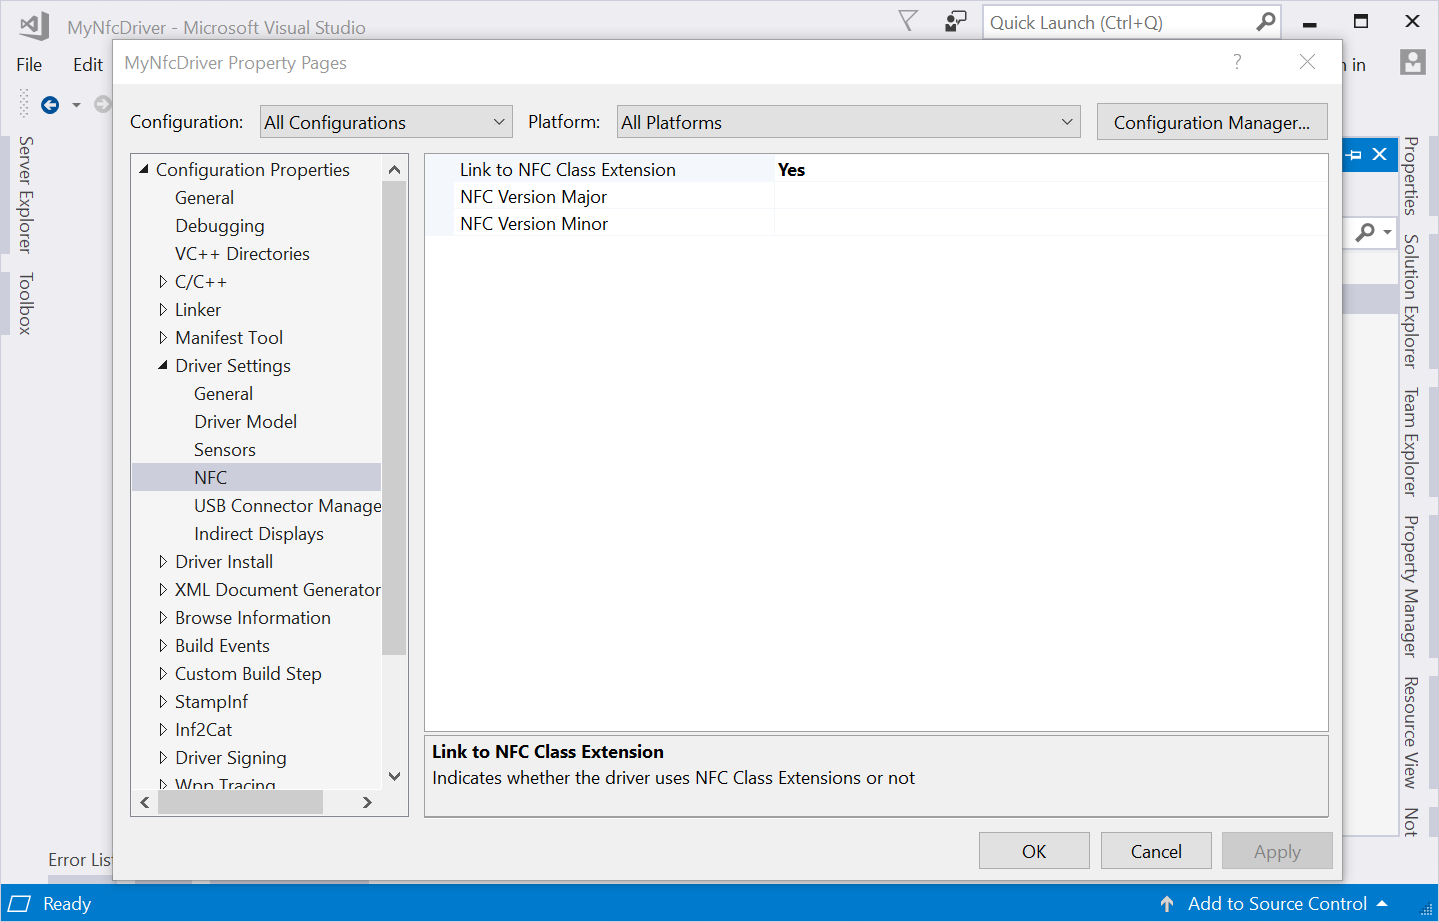 MyNfcDriver - Microsoft Visual Studio
Quick Launch (Ctrl+Q)
File
Edit
in
MyNfcDriver Property Pages
?
Configuration:
All Configurations
Platform:
All Platforms
Configuration Manager...
Server Explorer
Toolbox
Configuration Properties
General
Debugging
VC++ Directories
C/C++
Linker
Manifest Tool
Driver Settings
General
Driver Model
Sensors
NFC
USB Connector Manage
Indirect Displays
Driver Install
XML Document Generator
Browse Information
Build Events
Custom Build Step
StampInf
Inf2Cat
Driver Signing
Wpp Tracing
Link to NFC Class Extension
Yes
NFC Version Major
NFC Version Minor
Link to NFC Class Extension
Indicates whether the driver uses NFC Class Extensions or not
OK
Cancel
Apply
Properties
Solution Explorer
Team Explorer
Property Manager
Resource View
Not
Error Lis
Ready
Add to Source Control